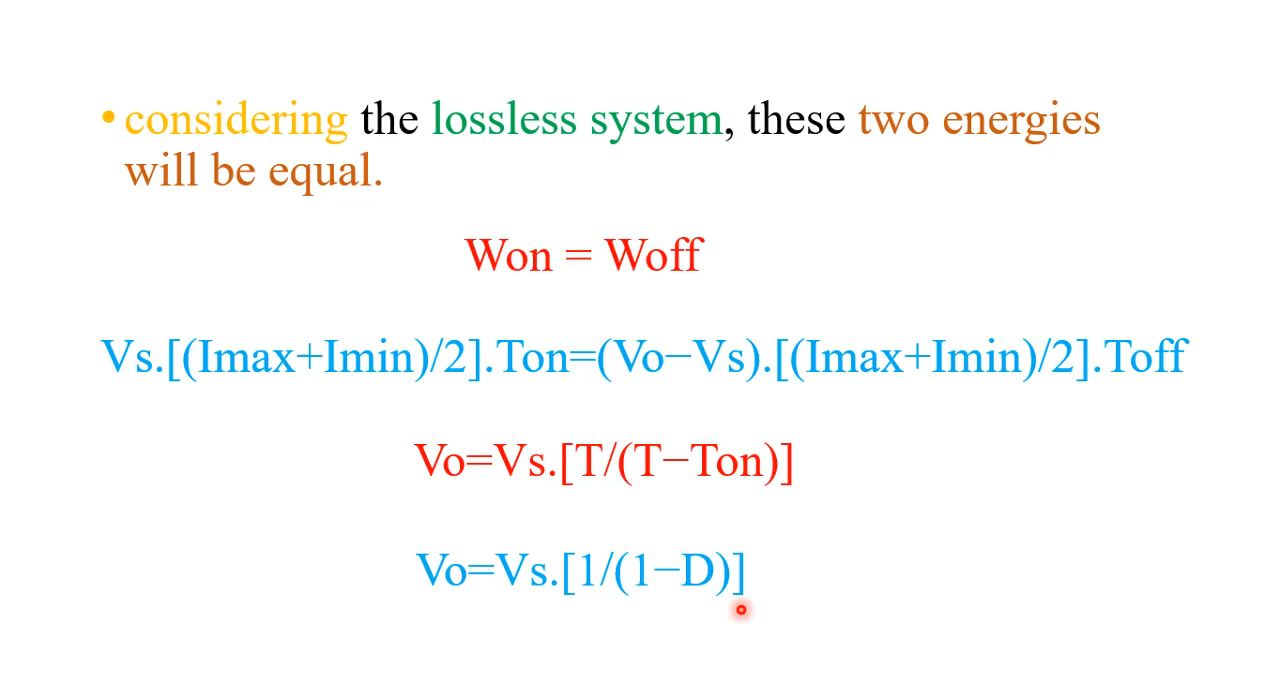 • considering the lossless system, these two energies
will be equal.
Won = Woff
Vs.[(Imax+Imin)/2].Ton=(Vo−Vs).[(Imax+Imin)/2].Toff
Vo=Vs.[T/(T−Ton)]
Vo=Vs.[1/(1−D)]